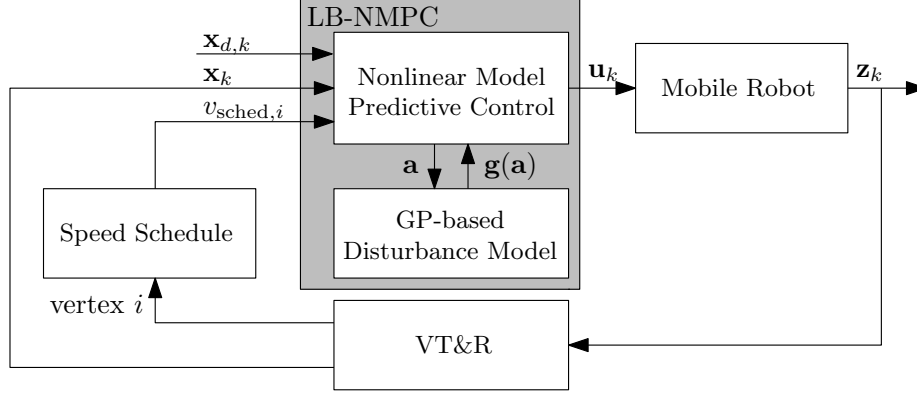 LB-NMPC
x_{d,k}
x_k
v_{sched,i}
Nonlinear Model
Predictive Control
u_k
Mobile Robot
z_k
a
g(a)
Speed Schedule
GP-based
Disturbance Model
vertex i
VT&R